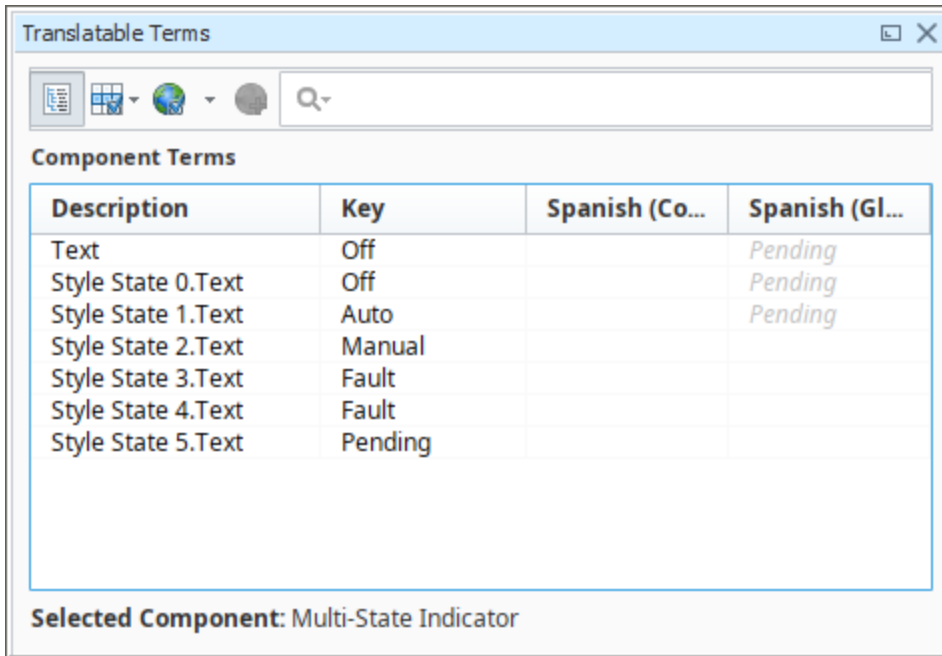 Translatable Terms
Component Terms
Description Key Spanish (Co... Spanish (Gl...
Text Off Pending
Style State 0.Text Off Pending
Style State 1.Text Auto Pending
Style State 2.Text Manual
Style State 3.Text Fault
Style State 4.Text Fault
Style State 5.Text Pending
Selected Component: Multi-State Indicator